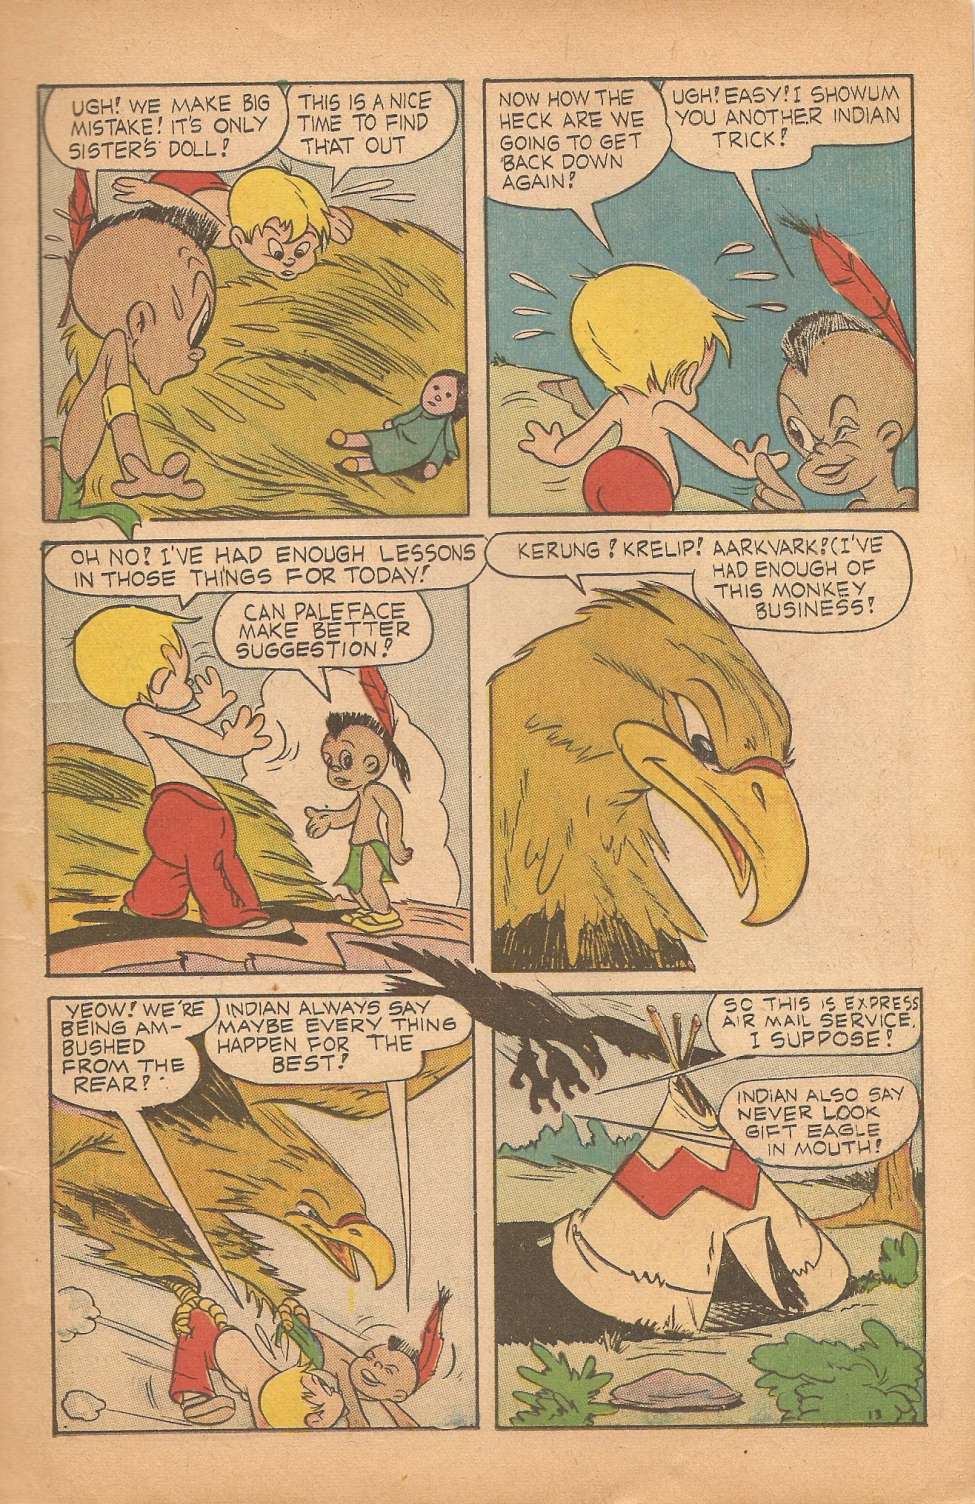 UGH! WE MAKE BIG
MISTAKE! IT'S ONLY
SISTER'S DOLL!
THIS IS A NICE
TIME TO FIND
THAT OUT
NOW HOW THE
HECK ARE WE
GOING TO GET
BACK DOWN
AGAIN?
UGH! EASY! I SHOWUM
YOU ANOTHER INDIAN
TRICK!
OH NO! I'VE HAD ENOUGH LESSONS
IN THOSE THINGS FOR TODAY!
CAN PALEFACE
MAKE BETTER
SUGGESTION?
KERUNG! KRELIP! AARKVARK! (I'VE
HAD ENOUGH OF
THIS MONKEY
BUSINESS!
YEOW! WE'RE
BEING AM-
BUSHED
FROM THE
REAR!
INDIAN ALWAYS SAY
MAYBE EVERY THING
HAPPEN FOR THE
BEST!
SO THIS IS EXPRESS
AIR MAIL SERVICE,
I SUPPOSE!
INDIAN ALSO SAY
NEVER LOOK
GIFT EAGLE
IN MOUTH!
13